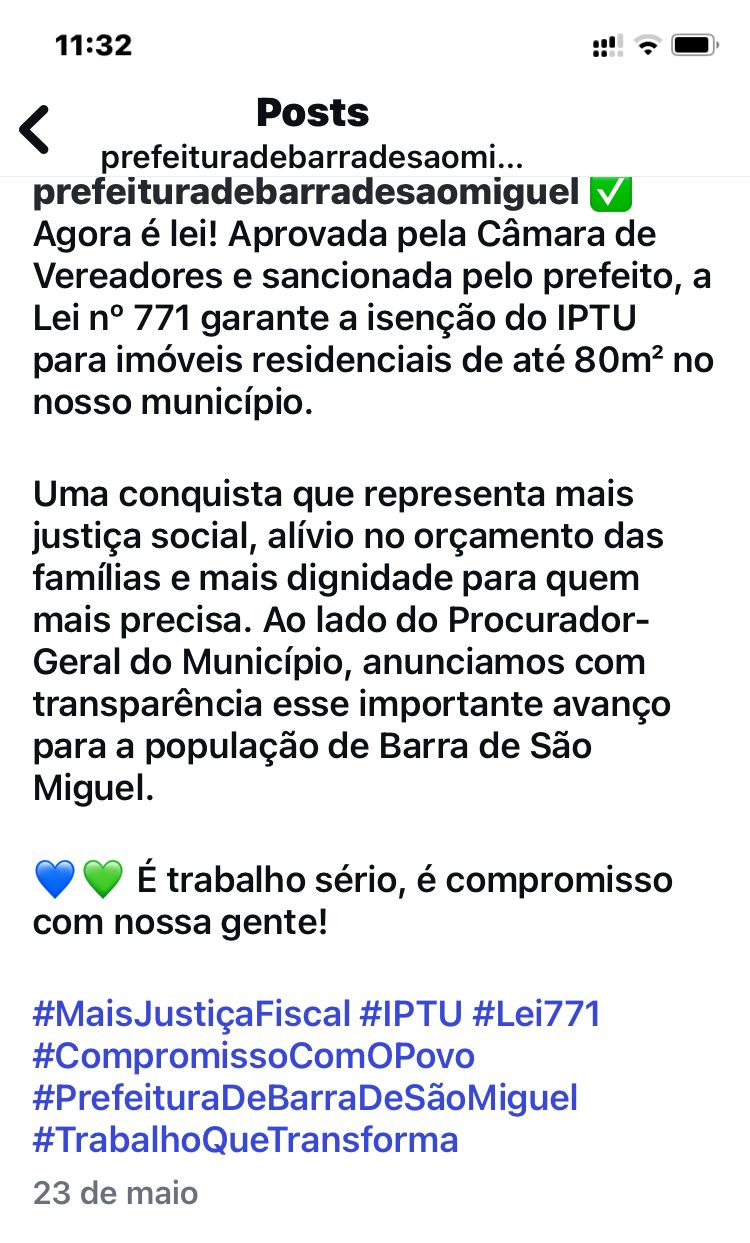 11:32
Posts
prefeituradebarradesaomi...
prefeituradebarradesaomiguel ✅
Agora é lei! Aprovada pela Câmara de
Vereadores e sancionada pelo prefeito, a
Lei nº 771 garante a isenção do IPTU
para imóveis residenciais de até 80m² no
nosso município.
Uma conquista que representa mais
justiça social, alívio no orçamento das
famílias e mais dignidade para quem
mais precisa. Ao lado do Procurador-
Geral do Município, anunciamos com
transparência esse importante avanço
para a população de Barra de São
Miguel.
💙💚 É trabalho sério, é compromisso
com nossa gente!
#MaisJustiçaFiscal #IPTU #Lei771
#CompromissoComOPovo
#PrefeituraDeBarraDeSãoMiguel
#TrabalhoQueTransforma
23 de maio